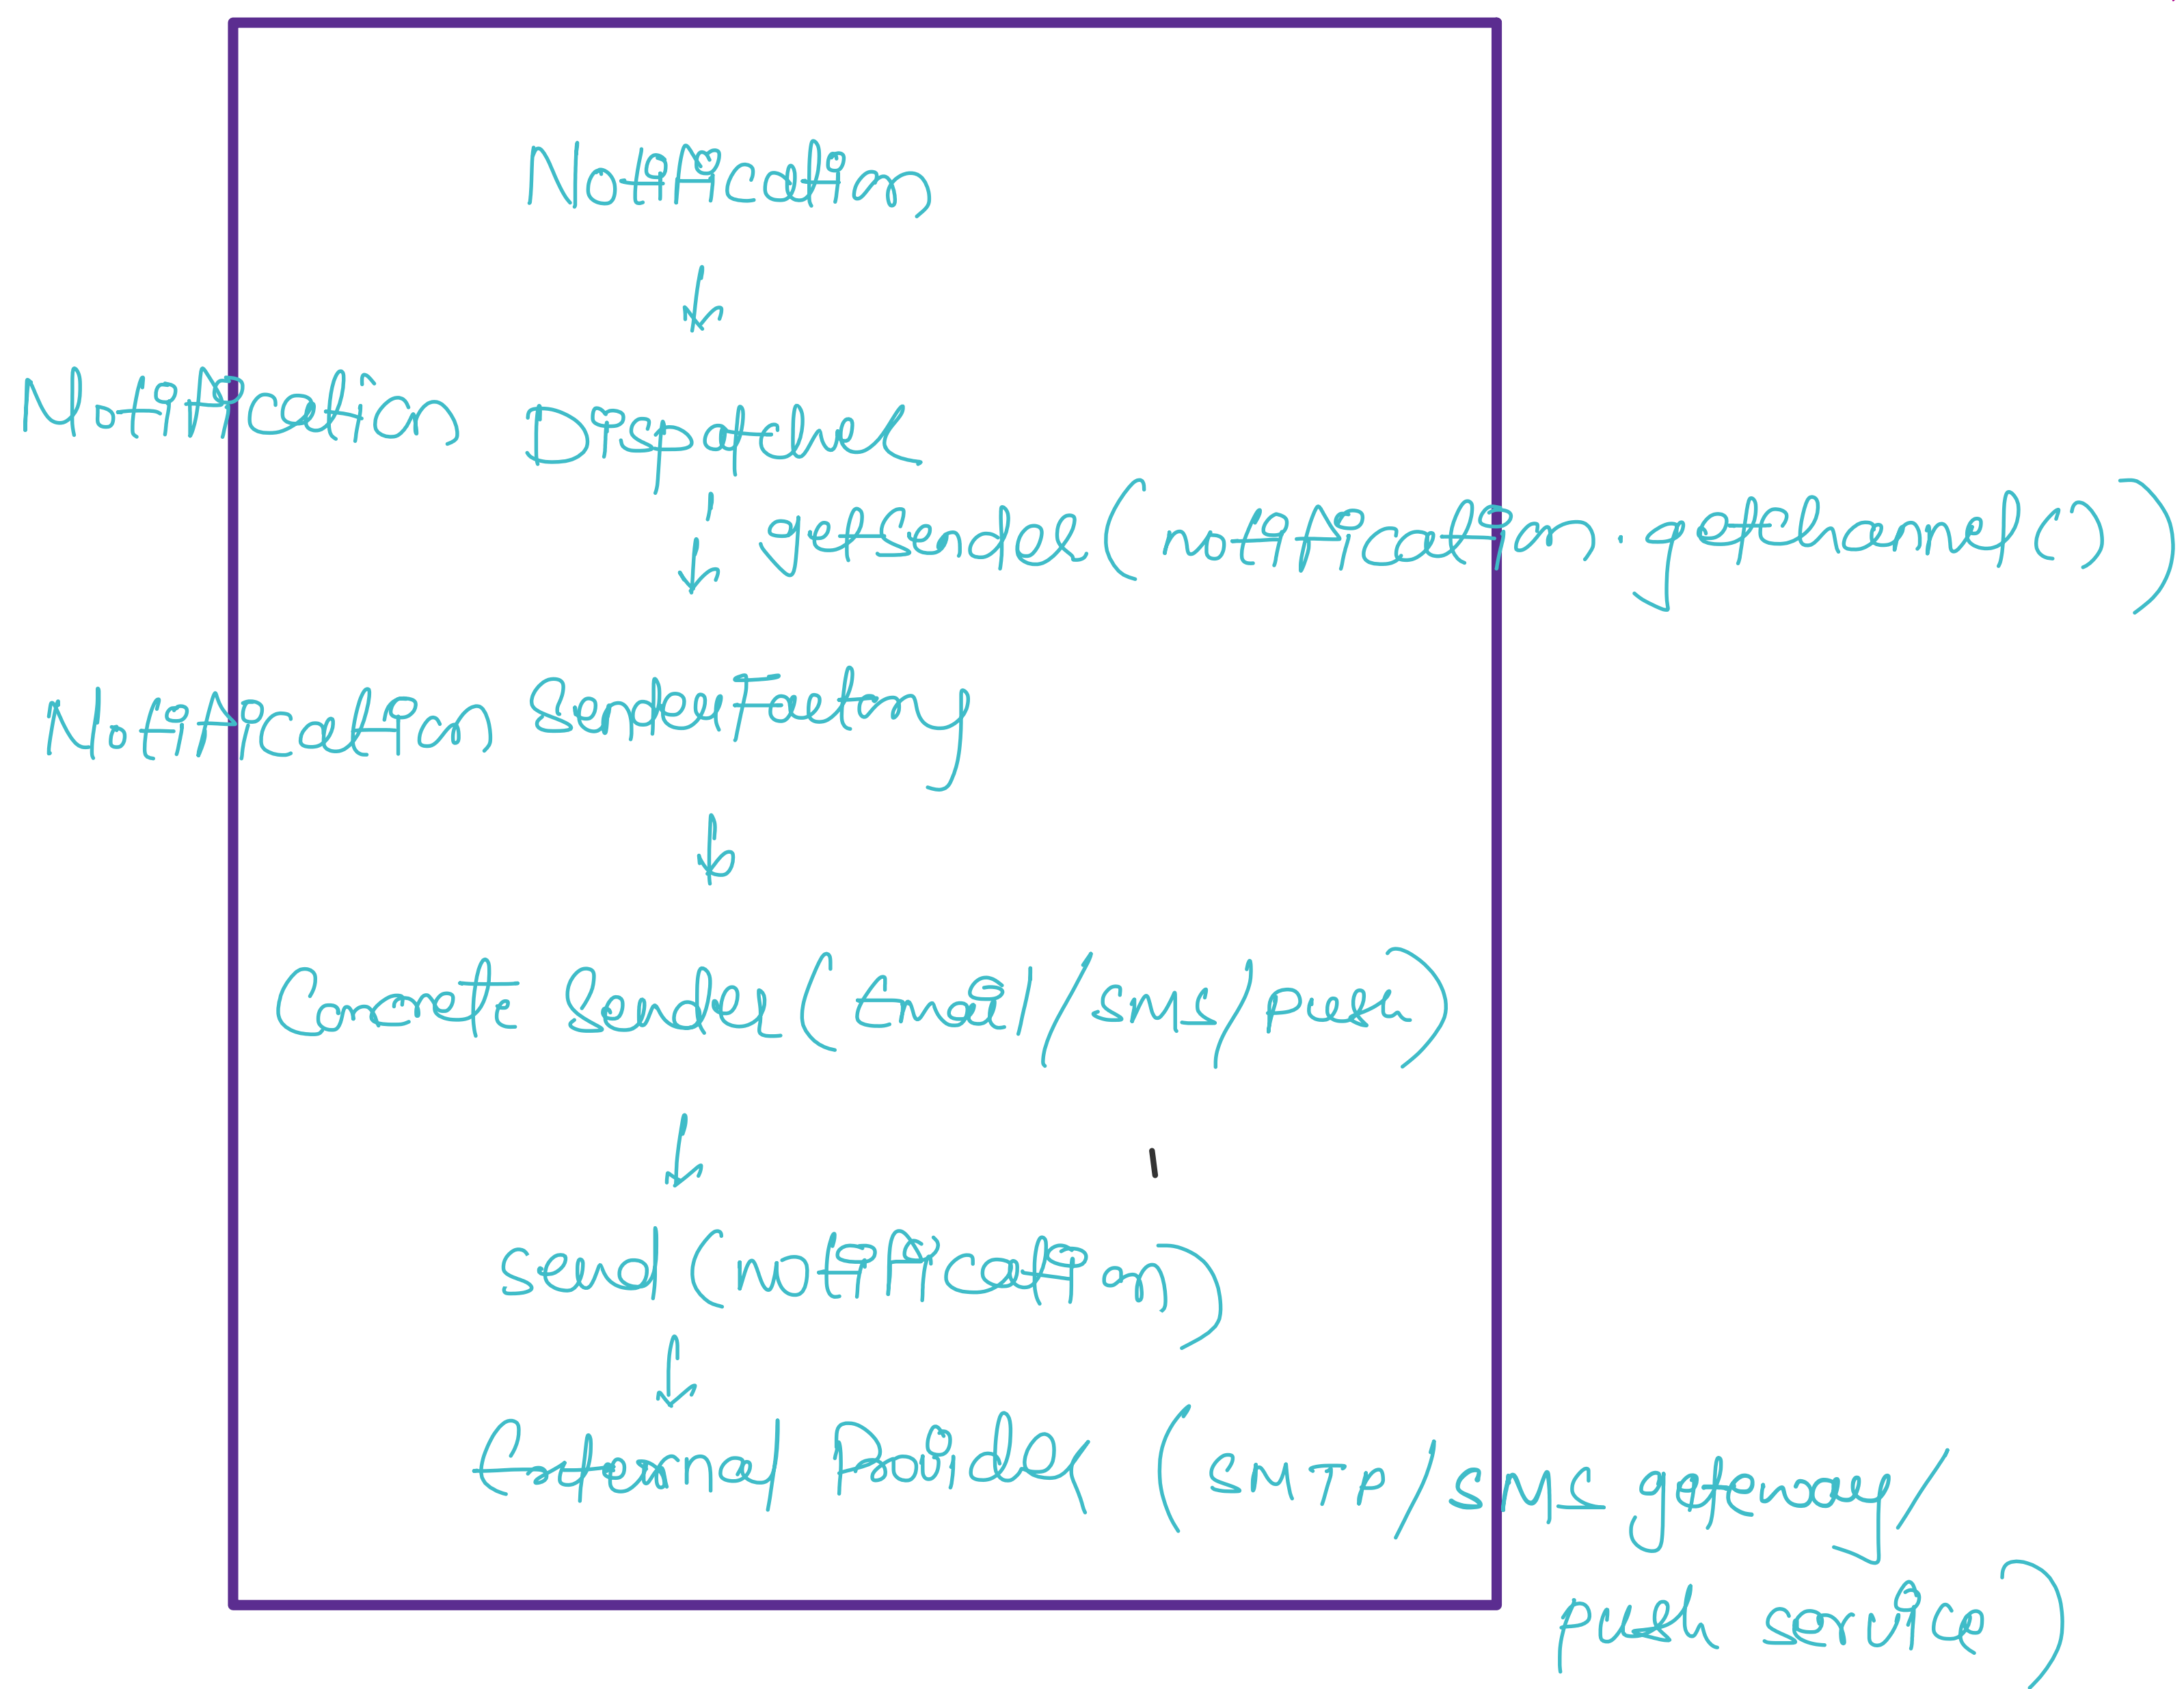 Notification
Notification Dispatcher
getSender(notification.getChannel())
Notification SenderFactory
Concrete Sender (Email/SMS/Push)
send(notification)
External Provider (SMTP/SMS gateway/
push service)